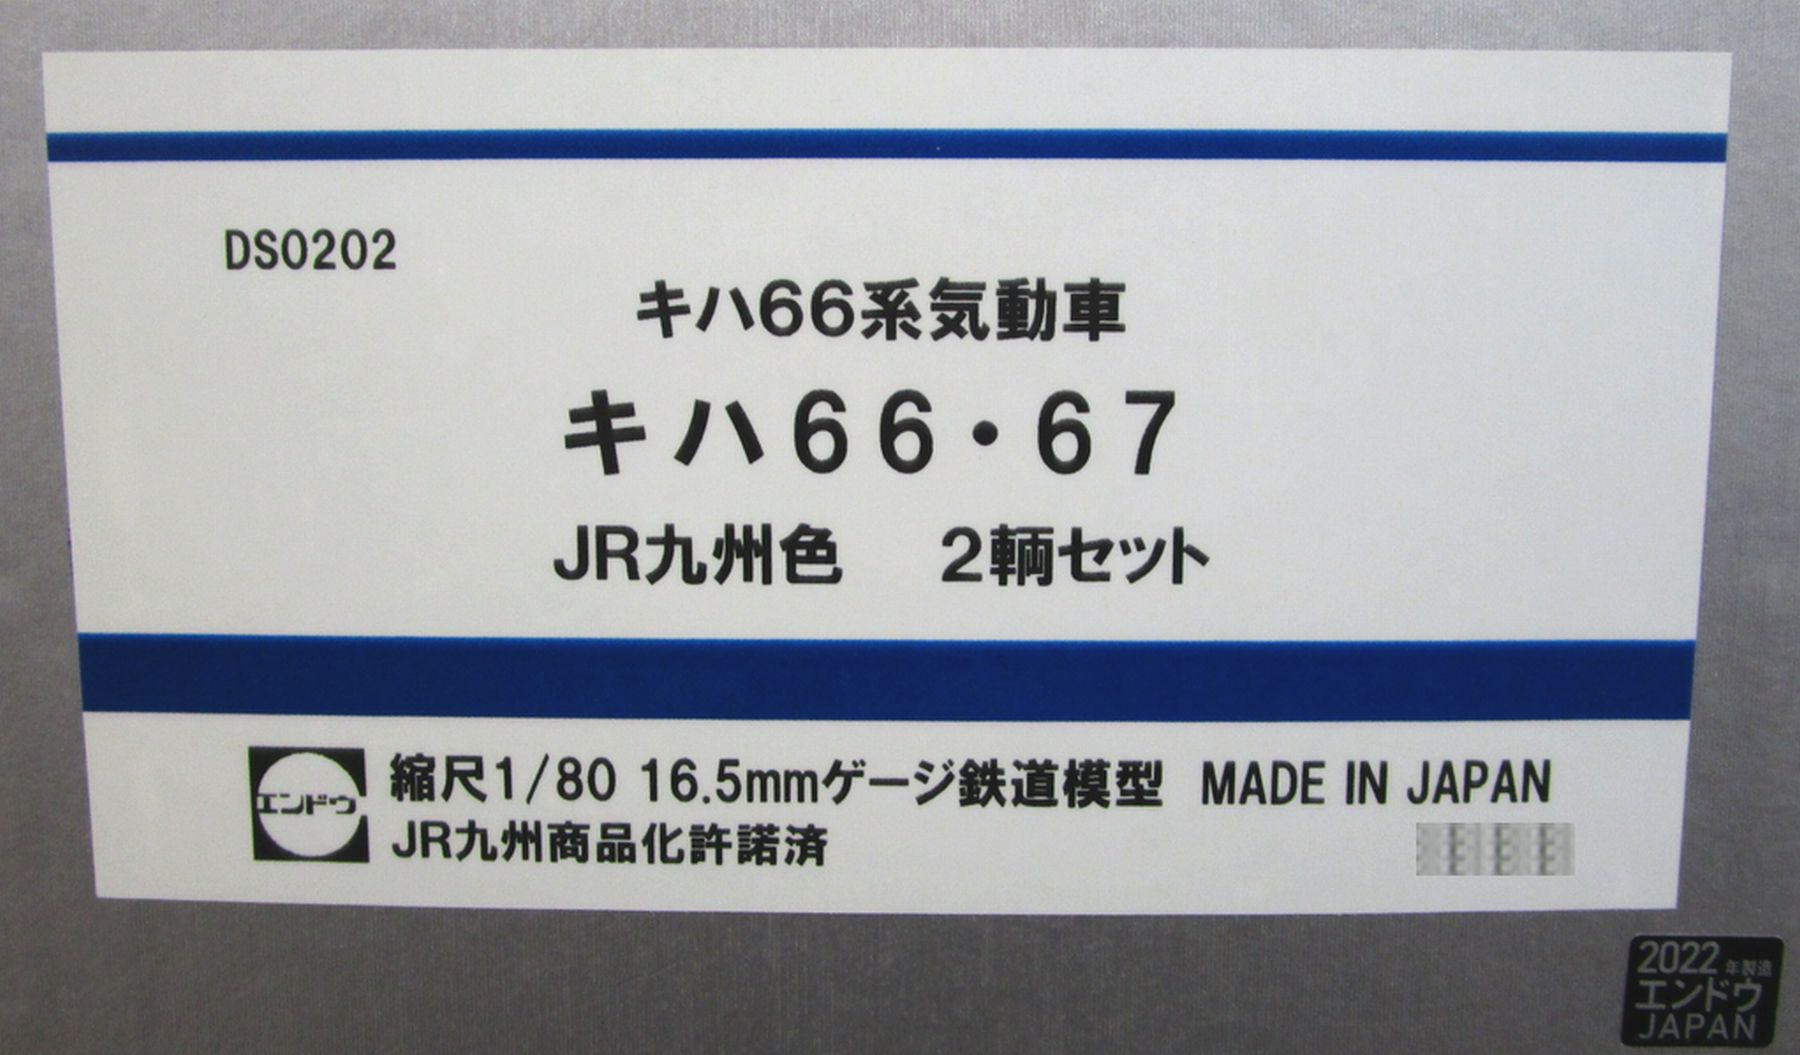 DS0202
キハ66系気動車
キハ66・67
JR九州色　2輌セット
エンドウ
縮尺1/80 16.5mmゲージ鉄道模型 MADE IN JAPAN
JR九州商品化許諾済
2022年製造
エンドウ
JAPAN